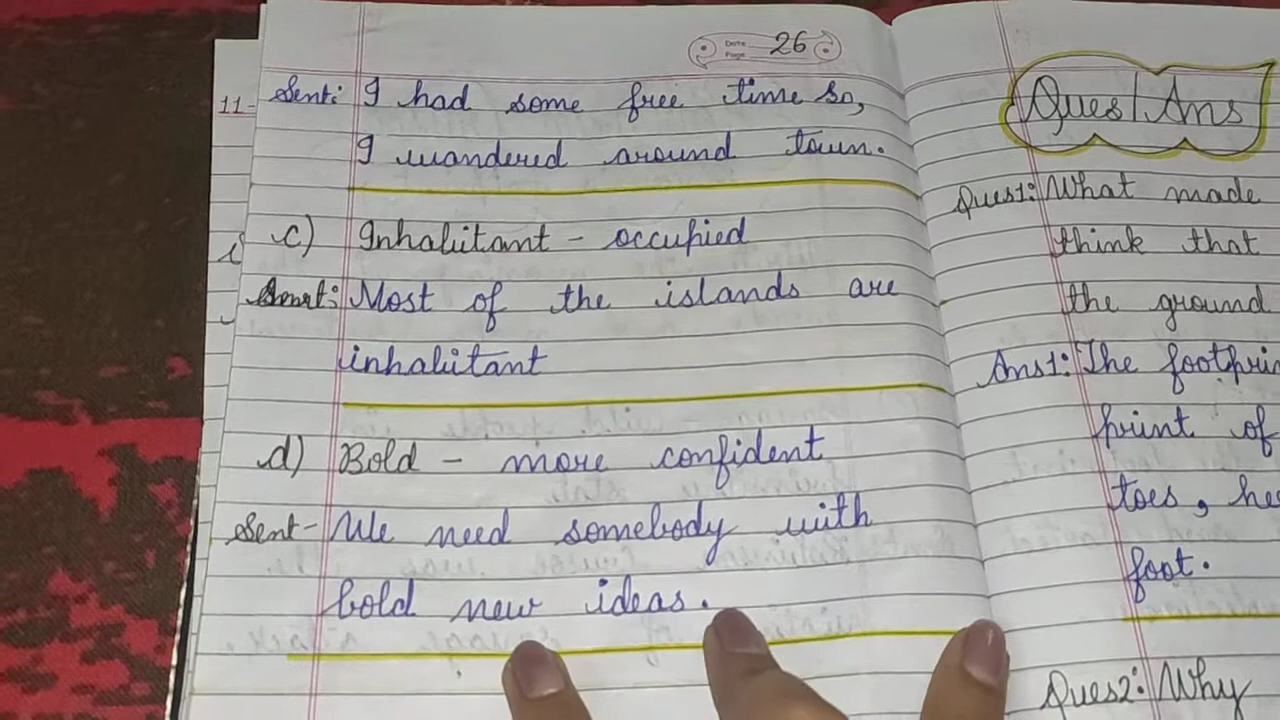 Date
Page 26
11- Sent: I had some free time so,
I wandered around town.
c) Inhabitant - occupied
Sent: Most of the islands are
inhabitant
d) Bold - more confident
Sent- We need somebody with
bold new ideas.
Ques/Ans
Ques1: What made
think that
the ground
Ans1: The footprin
print of
toes, he
foot.
Ques2: Why